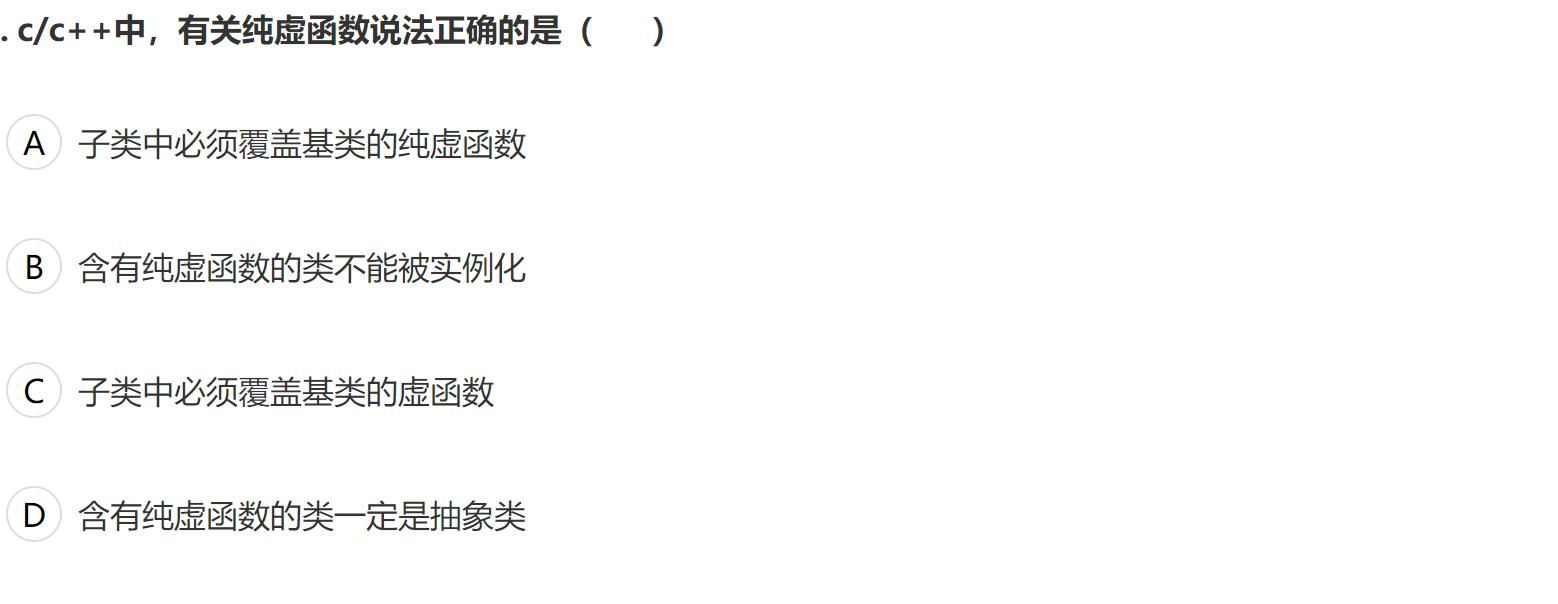 . c/c++中，有关纯虚函数说法正确的是（ ）
A 子类中必须覆盖基类的纯虚函数
B 含有纯虚函数的类不能被实例化
C 子类中必须覆盖基类的虚函数
D 含有纯虚函数的类一定是抽象类